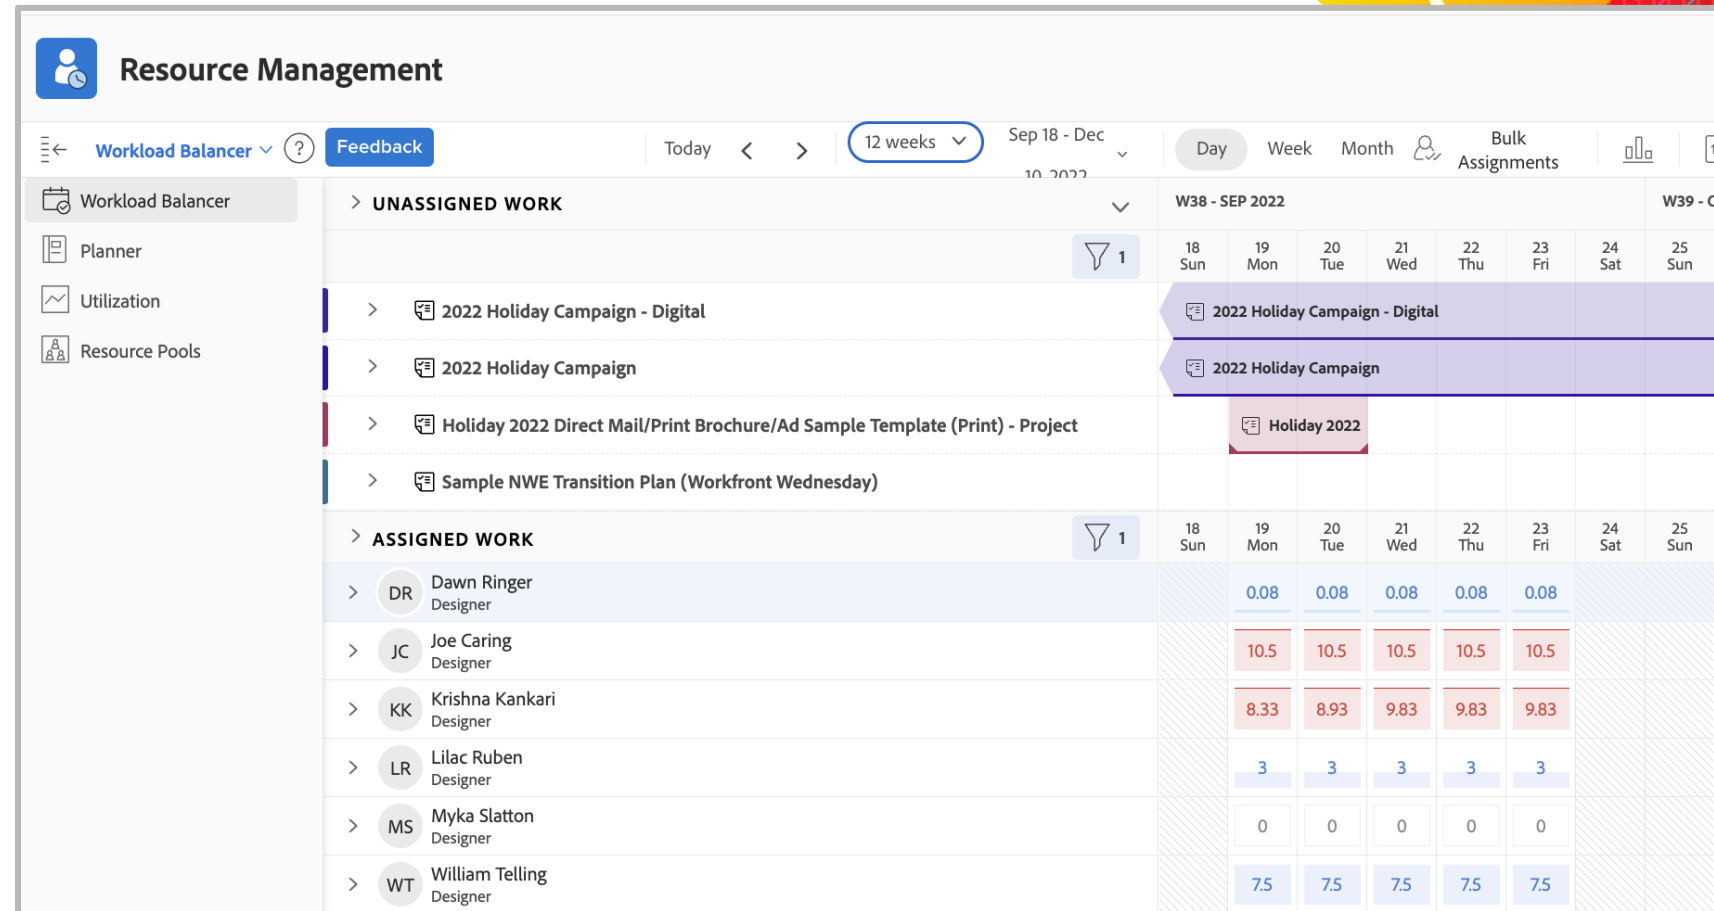 Resource Management
Workload Balancer ? Feedback Today 12 weeks Sep 18 - Dec 10, 2022 Day Week Month Bulk Assignments
Workload Balancer
Planner
Utilization
Resource Pools
UNASSIGNED WORK W38 - SEP 2022 W39 -
1 18 Sun 19 Mon 20 Tue 21 Wed 22 Thu 23 Fri 24 Sat 25 Sun
2022 Holiday Campaign - Digital 2022 Holiday Campaign - Digital
2022 Holiday Campaign 2022 Holiday Campaign
Holiday 2022 Direct Mail/Print Brochure/Ad Sample Template (Print) - Project Holiday 2022
Sample NWE Transition Plan (Workfront Wednesday)
ASSIGNED WORK 1 18 Sun 19 Mon 20 Tue 21 Wed 22 Thu 23 Fri 24 Sat 25 Sun
DR Dawn Ringer Designer 0.08 0.08 0.08 0.08 0.08
JC Joe Caring Designer 10.5 10.5 10.5 10.5 10.5
KK Krishna Kankari Designer 8.33 8.93 9.83 9.83 9.83
LR Lilac Ruben Designer 3 3 3 3 3
MS Myka Slatton Designer 0 0 0 0 0
WT William Telling Designer 7.5 7.5 7.5 7.5 7.5